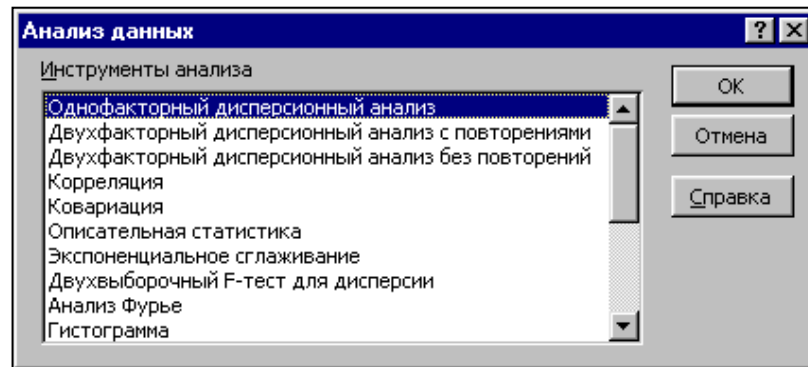 Анализ данных
Инструменты анализа
Однофакторный дисперсионный анализ
Двухфакторный дисперсионный анализ с повторениями
Двухфакторный дисперсионный анализ без повторений
Корреляция
Ковариация
Описательная статистика
Экспоненциальное сглаживание
Двухвыборочный F-тест для дисперсии
Анализ Фурье
Гистограмма
OK
Отмена
Справка